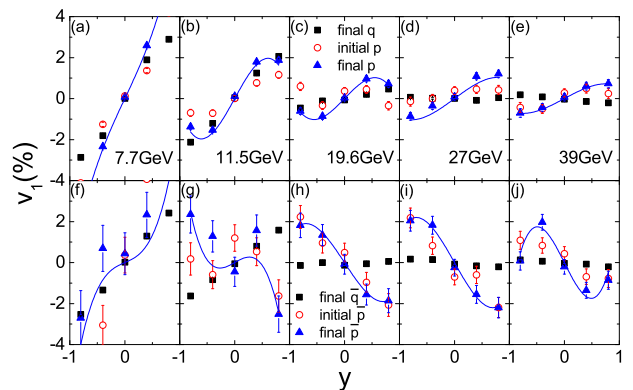 (a) (b) (c) (d) (e)
final q
initial p
final p
7.7GeV 11.5GeV 19.6GeV 27GeV 39GeV
4
2
0
-2
-4
v1(%)
(f) (g) (h) (i) (j)
final q̅
initial p̅
final p̅
4
2
0
-2
-4
-1 0 -1 0 -1 0 -1 0 -1 0 1
y